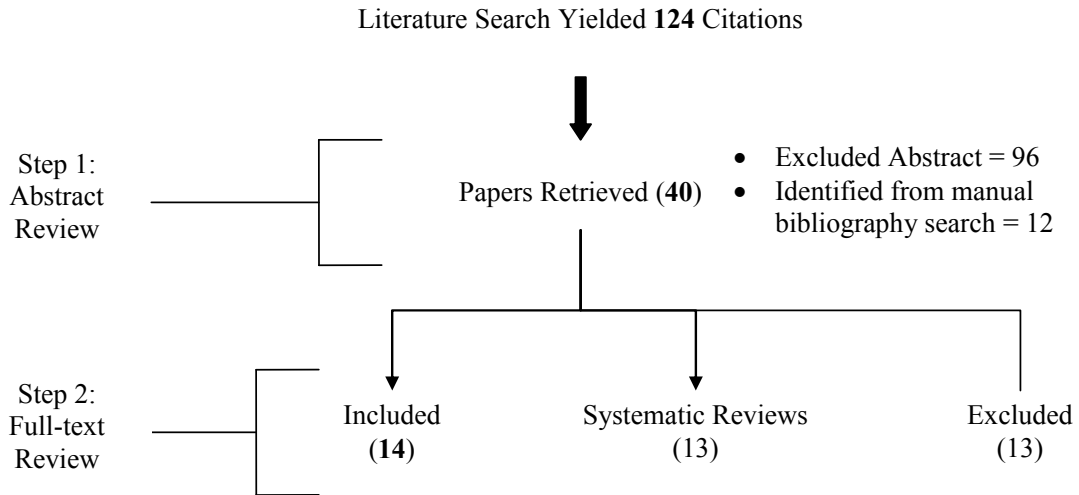 Literature Search Yielded 124 Citations
Step 1:
Abstract
Review
Papers Retrieved (40)
• Excluded Abstract = 96
• Identified from manual
bibliography search = 12
Step 2:
Full-text
Review
Included
(14)
Systematic Reviews
(13)
Excluded
(13)